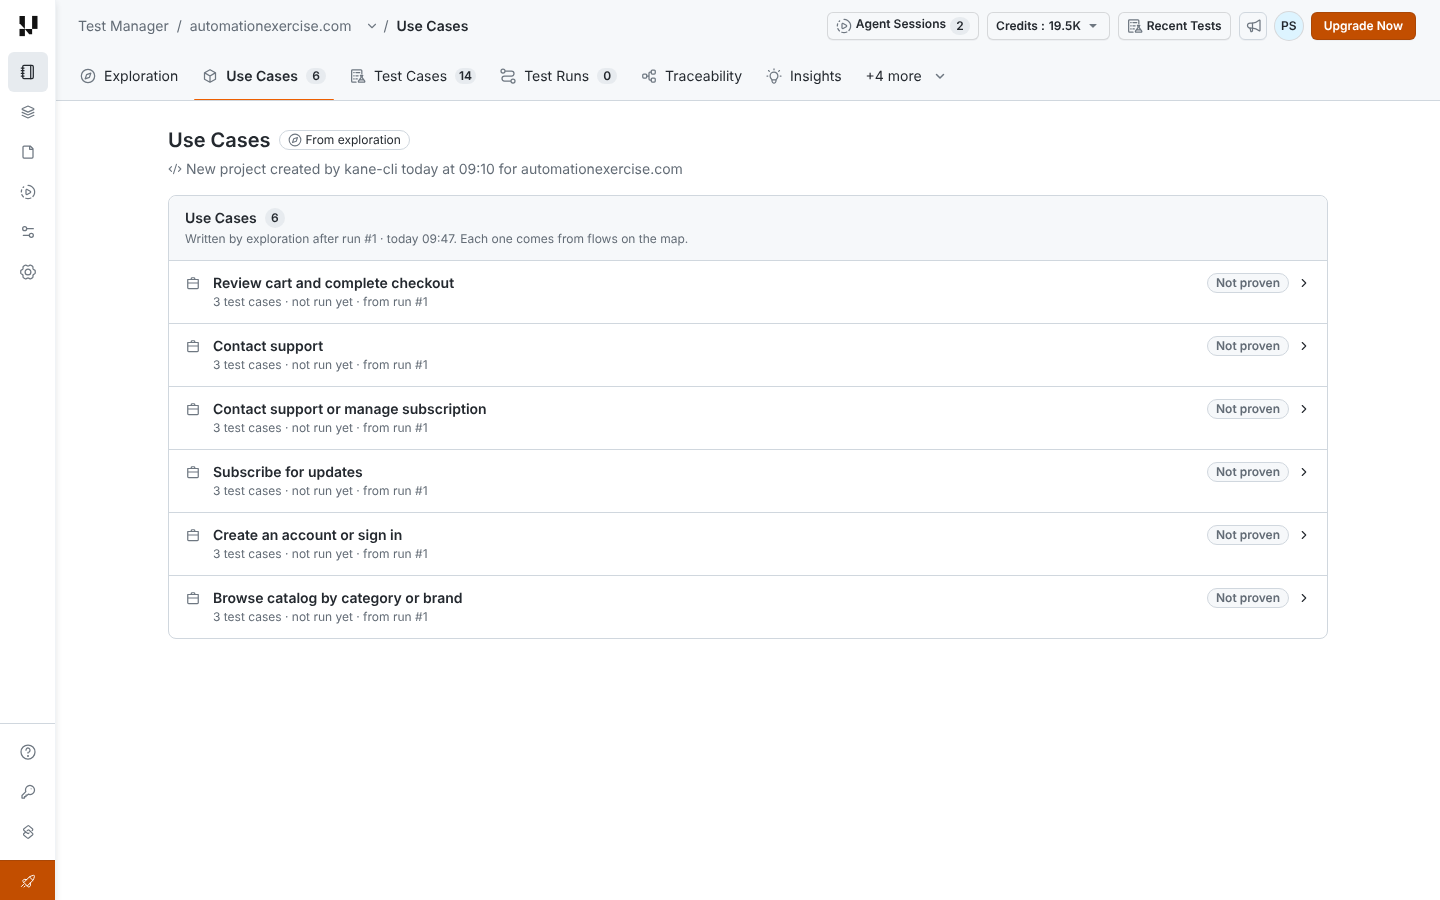 Test Manager / automationexercise.com / Use Cases
Agent Sessions 2
Credits : 19.5K
Recent Tests
PS
Upgrade Now
Exploration
Use Cases 6
Test Cases 14
Test Runs 0
Traceability
Insights
+4 more
Use Cases
From exploration
New project created by kane-cli today at 09:10 for automationexercise.com
Use Cases 6
Written by exploration after run #1 · today 09:47. Each one comes from flows on the map.
Review cart and complete checkout
Not proven
3 test cases · not run yet · from run #1
Contact support
Not proven
3 test cases · not run yet · from run #1
Contact support or manage subscription
Not proven
3 test cases · not run yet · from run #1
Subscribe for updates
Not proven
3 test cases · not run yet · from run #1
Create an account or sign in
Not proven
3 test cases · not run yet · from run #1
Browse catalog by category or brand
Not proven
3 test cases · not run yet · from run #1